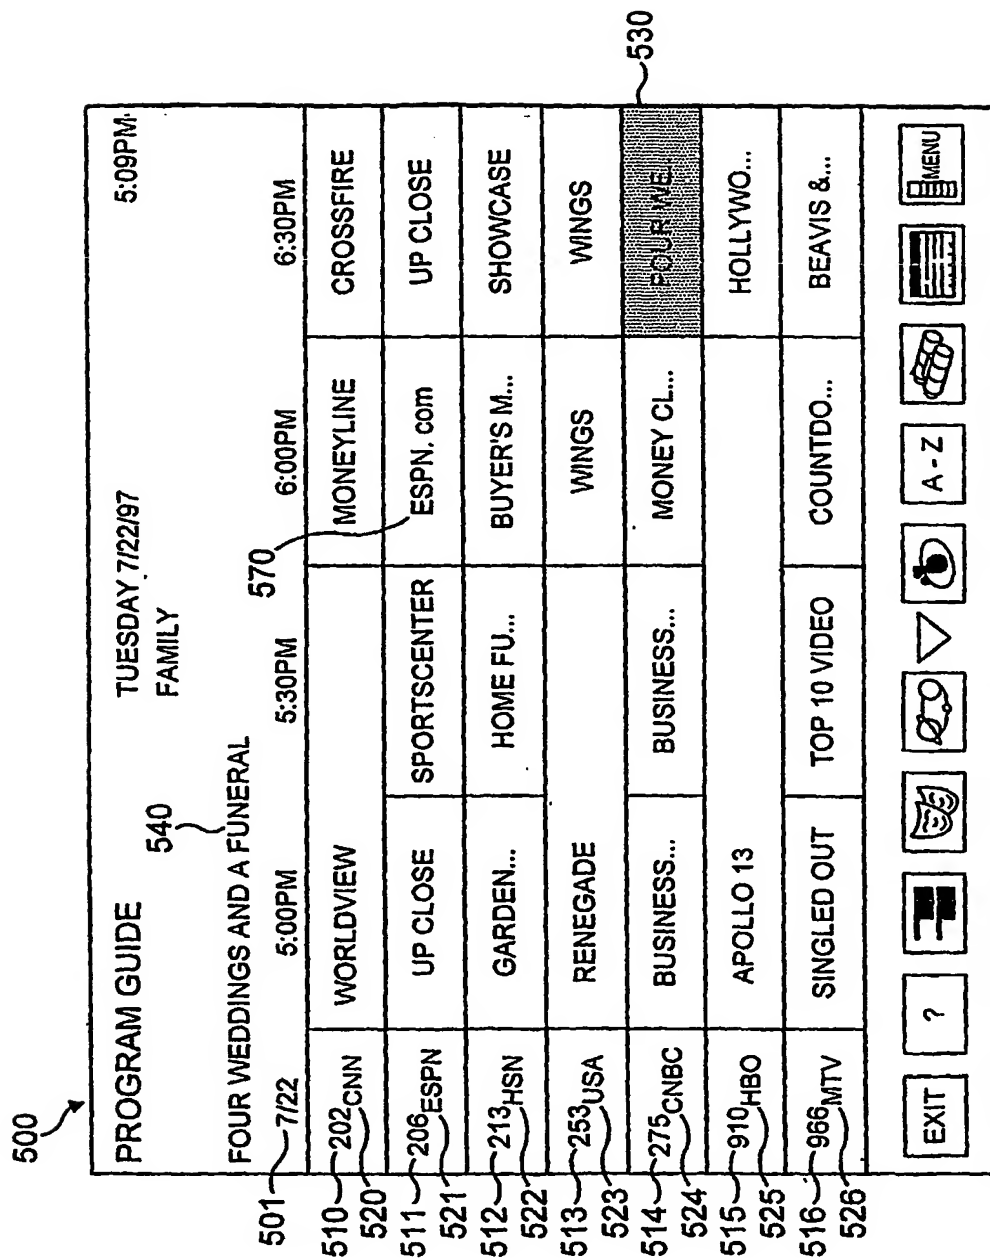 500
PROGRAM GUIDE TUESDAY 7/22/97 5:09PM
540 FAMILY
FOUR WEDDINGS AND A FUNERAL 570
501 7/22 5:00PM 5:30PM 6:00PM 6:30PM
510 202 CNN 520 WORLDVIEW MONEYLINE CROSSFIRE
511 206 ESPN 521 UP CLOSE SPORTSCENTER ESPN. com UP CLOSE
512 213 HSN 522 GARDEN... HOME FU... BUYER'S M... SHOWCASE
513 253 USA 523 RENEGADE WINGS WINGS
514 275 CNBC 524 BUSINESS... BUSINESS... MONEY CL... FOUR WE... 530
515 910 HBO 525 APOLLO 13 HOLLYWO...
516 966 MTV 526 SINGLED OUT TOP 10 VIDEO COUNTDO... BEAVIS &...
EXIT ? A - Z MENU